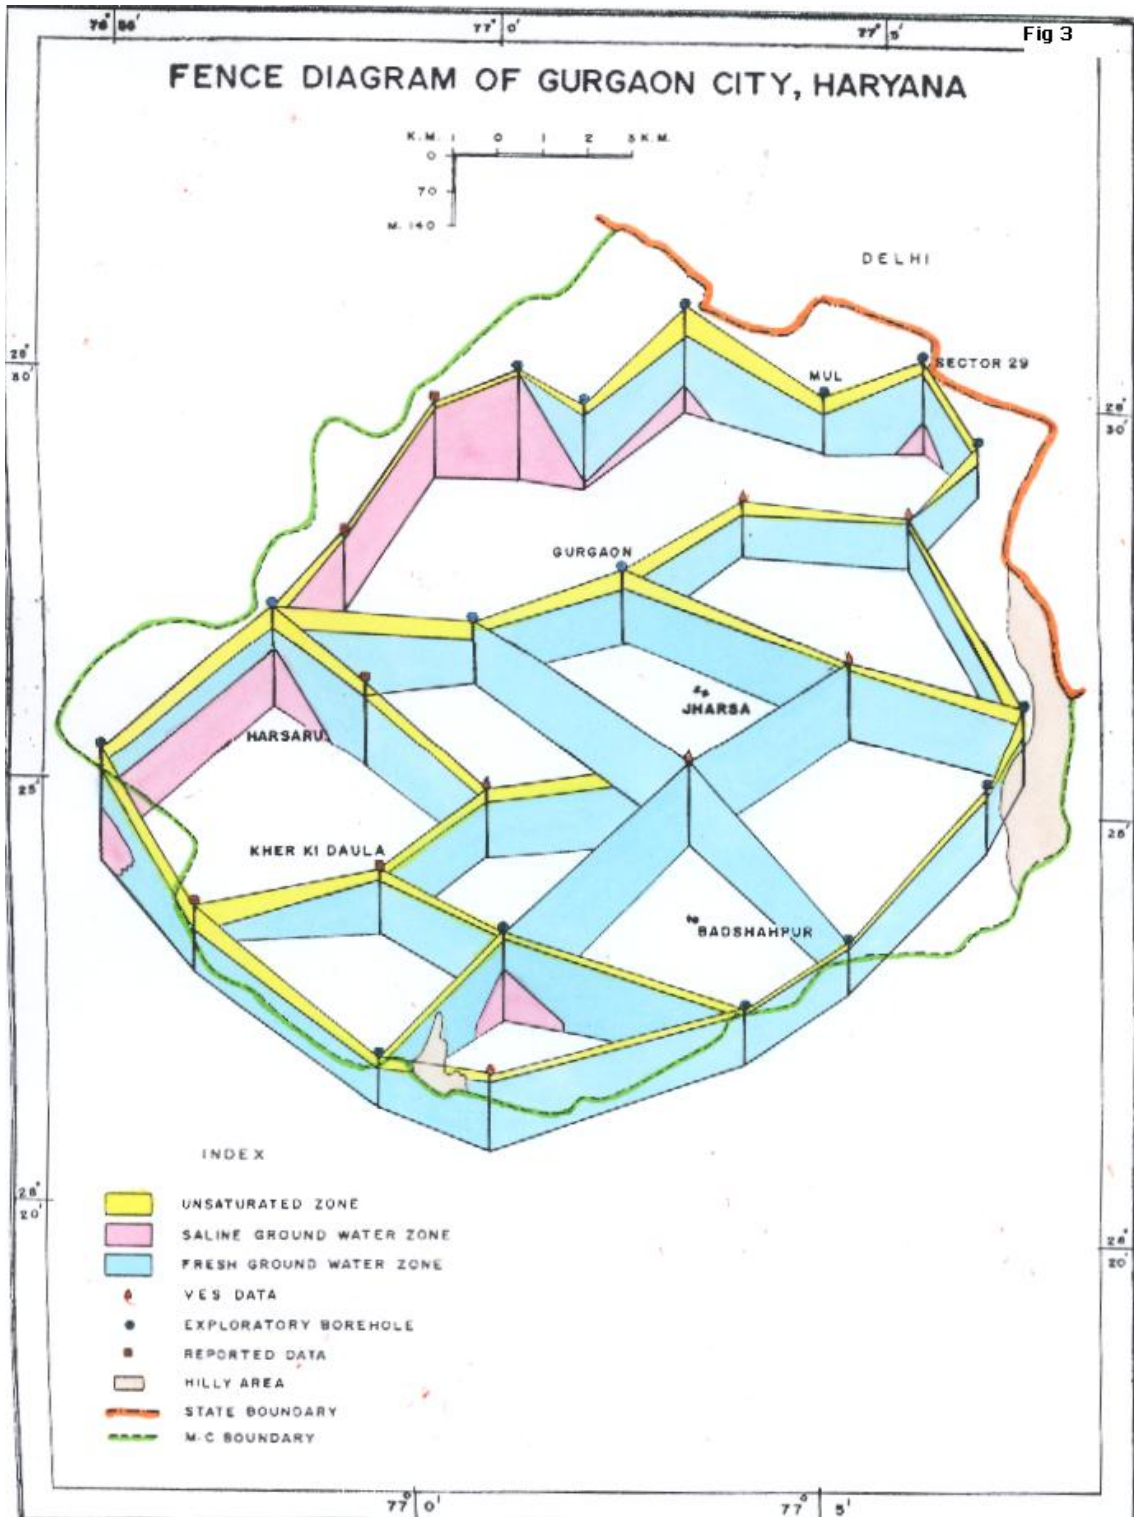 76° 55' 77° 0' 77° 5' Fig 3
FENCE DIAGRAM OF GURGAON CITY, HARYANA
K.M. 1 0 1 2 3 K.M.
0
70
M. 140
DELHI
28°
30'
MUL
SECTOR 29
28°
30'
GURGAON
JHARSA
HARSARU
25'
25'
KHER KI DAULA
BADSHAHPUR
INDEX
28°
20'
UNSATURATED ZONE
SALINE GROUND WATER ZONE
FRESH GROUND WATER ZONE
28°
20'
VES DATA
EXPLORATORY BOREHOLE
REPORTED DATA
HILLY AREA
STATE BOUNDARY
M.C BOUNDARY
77° 0' 77° 5'